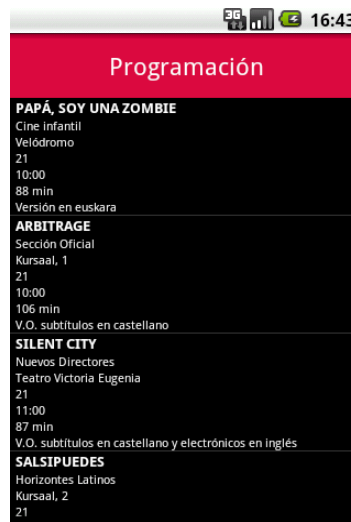 3G 16:43
Programación
PAPÁ, SOY UNA ZOMBIE
Cine infantil
Velódromo
21
10:00
88 min
Versión en euskara
ARBITRAGE
Sección Oficial
Kursaal, 1
21
10:00
106 min
V.O. subtítulos en castellano
SILENT CITY
Nuevos Directores
Teatro Victoria Eugenia
21
11:00
87 min
V.O. subtítulos en castellano y electrónicos en inglés
SALSIPUEDES
Horizontes Latinos
Kursaal, 2
21